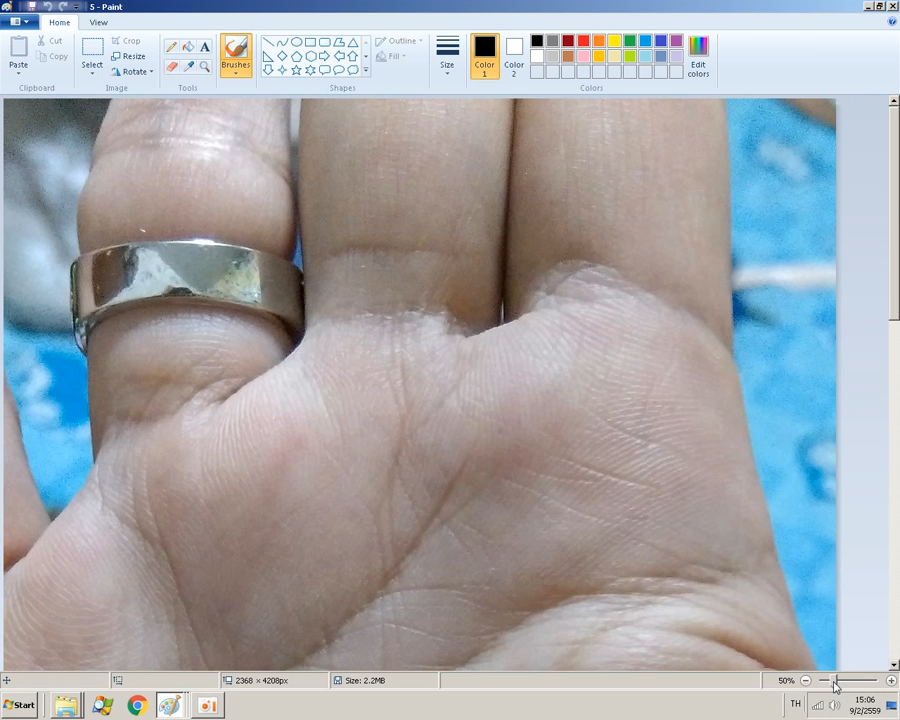 5 - Paint
Home
View
Paste
Cut
Copy
Clipboard
Select
Crop
Resize
Rotate
Image
A
Tools
Brushes
Outline
Fill
Shapes
Size
Color
1
Color
2
Edit
colors
Colors
2368 × 4208px
Size: 2.2MB
50%
Start
TH
15:06
9/2/2559